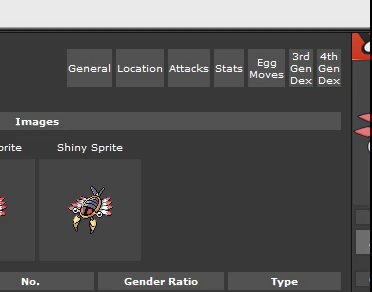 General Location Attacks Stats Egg Moves 3rd Gen Dex 4th Gen Dex
Images
Shiny Sprite
No. Gender Ratio Type